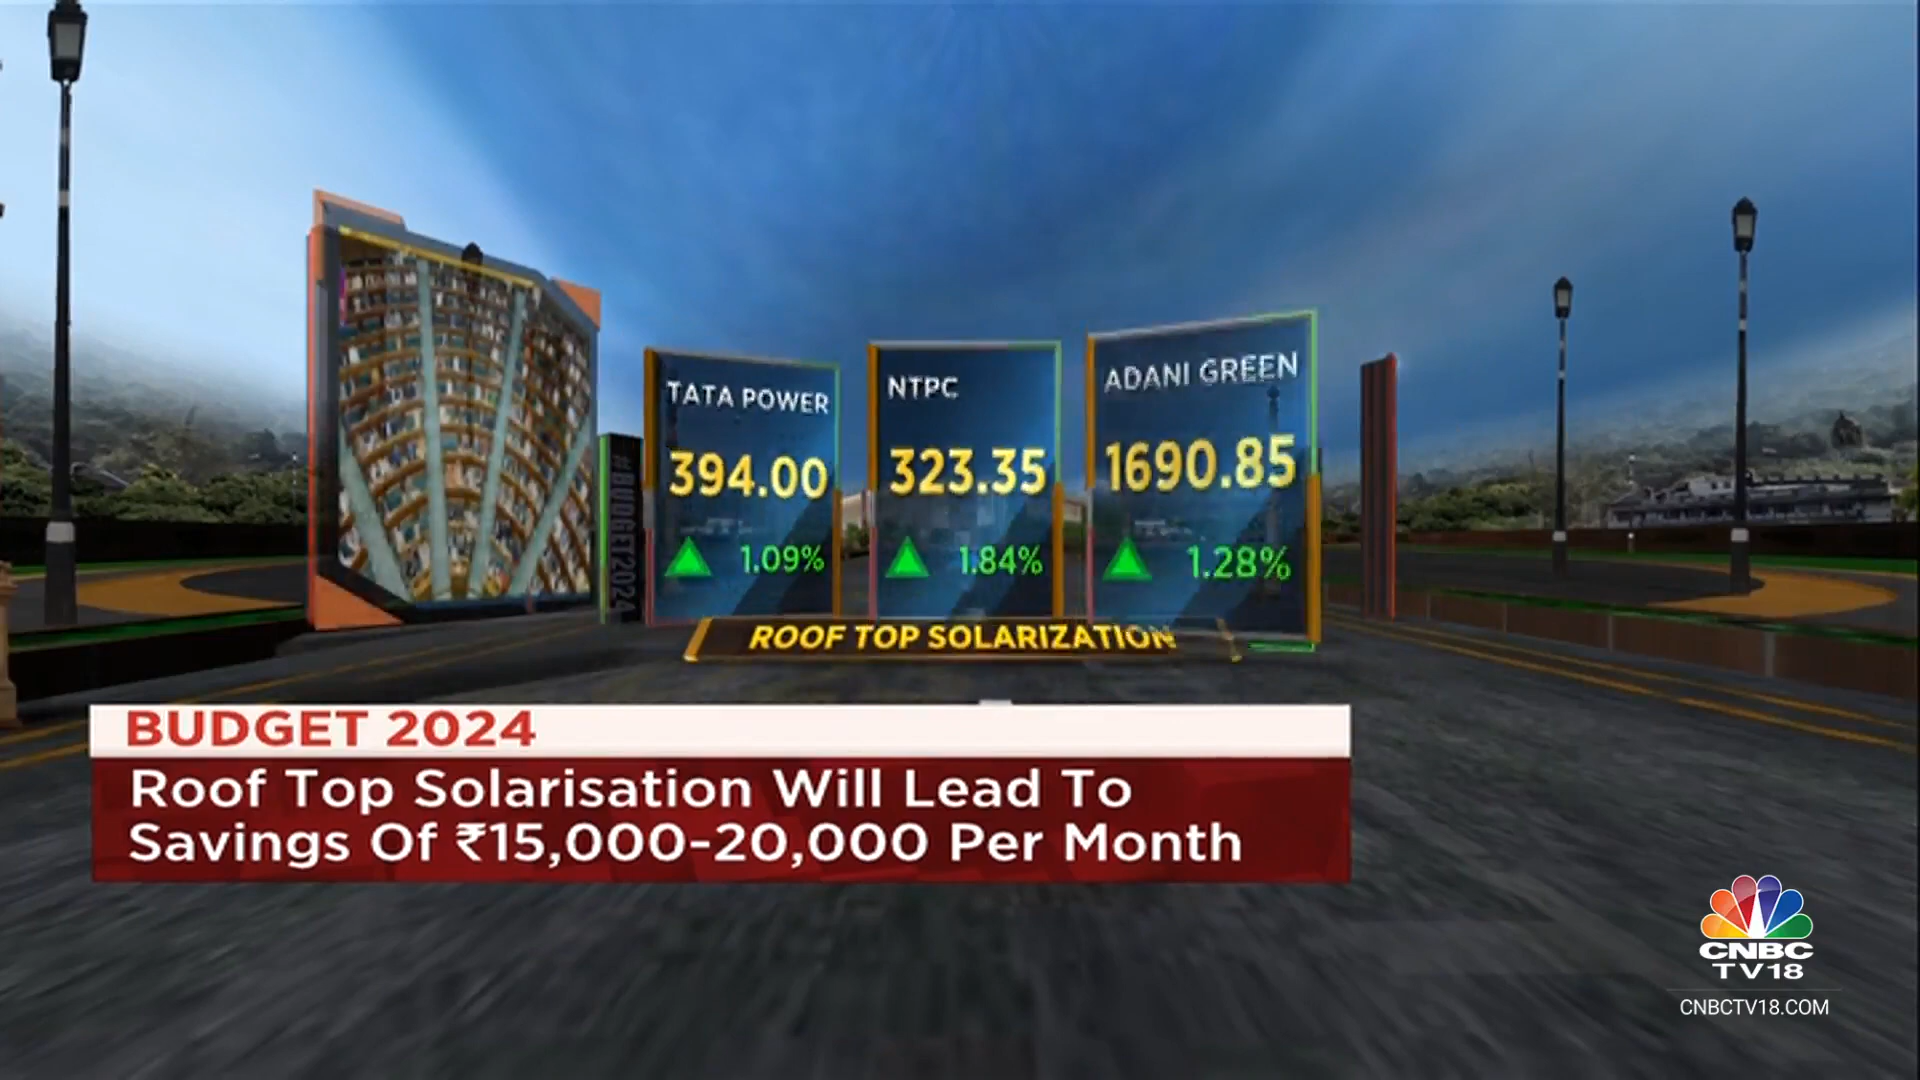 TATA POWER
394.00
1.09%
NTPC
323.35
1.84%
ADANI GREEN
1690.85
1.28%
#BUDGET2024
ROOF TOP SOLARIZATION
BUDGET 2024
Roof Top Solarisation Will Lead To
Savings Of ₹15,000-20,000 Per Month
CNBC
TV18
CNBCTV18.COM